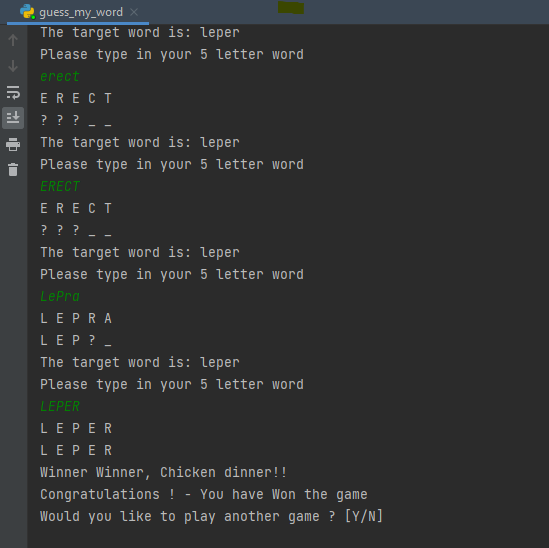 guess_my_word
The target word is: leper
Please type in your 5 letter word
erect
E R E C T
? ? ? _ _
The target word is: leper
Please type in your 5 letter word
ERECT
E R E C T
? ? ? _ _
The target word is: leper
Please type in your 5 letter word
LePra
L E P R A
L E P ? _
The target word is: leper
Please type in your 5 letter word
LEPER
L E P E R
L E P E R
Winner Winner, Chicken dinner!!
Congratulations ! - You have Won the game
Would you like to play another game ? [Y/N]